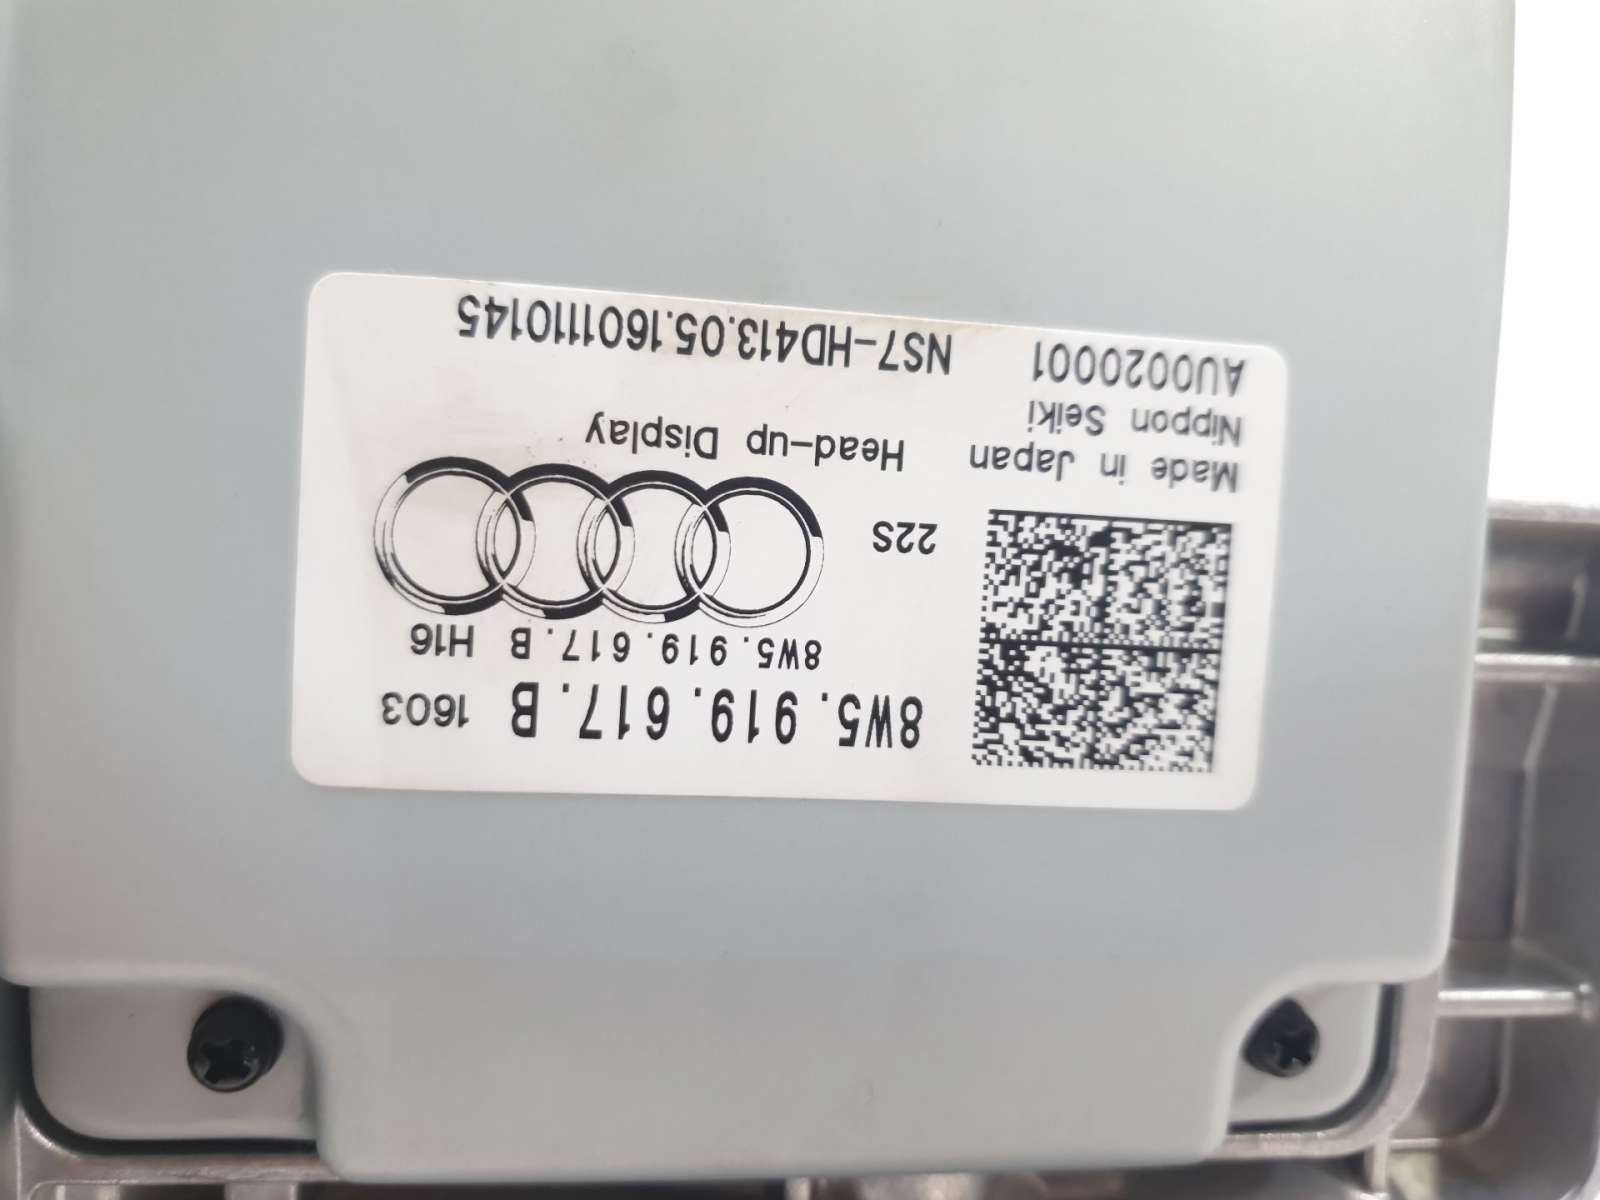 8W5.919.617.B 1603
8W5.919.617.B H16
22S
Head-up Display
Made in Japan
Nippon Seiki
AU0020001
NS7-HD413.05.1601110145